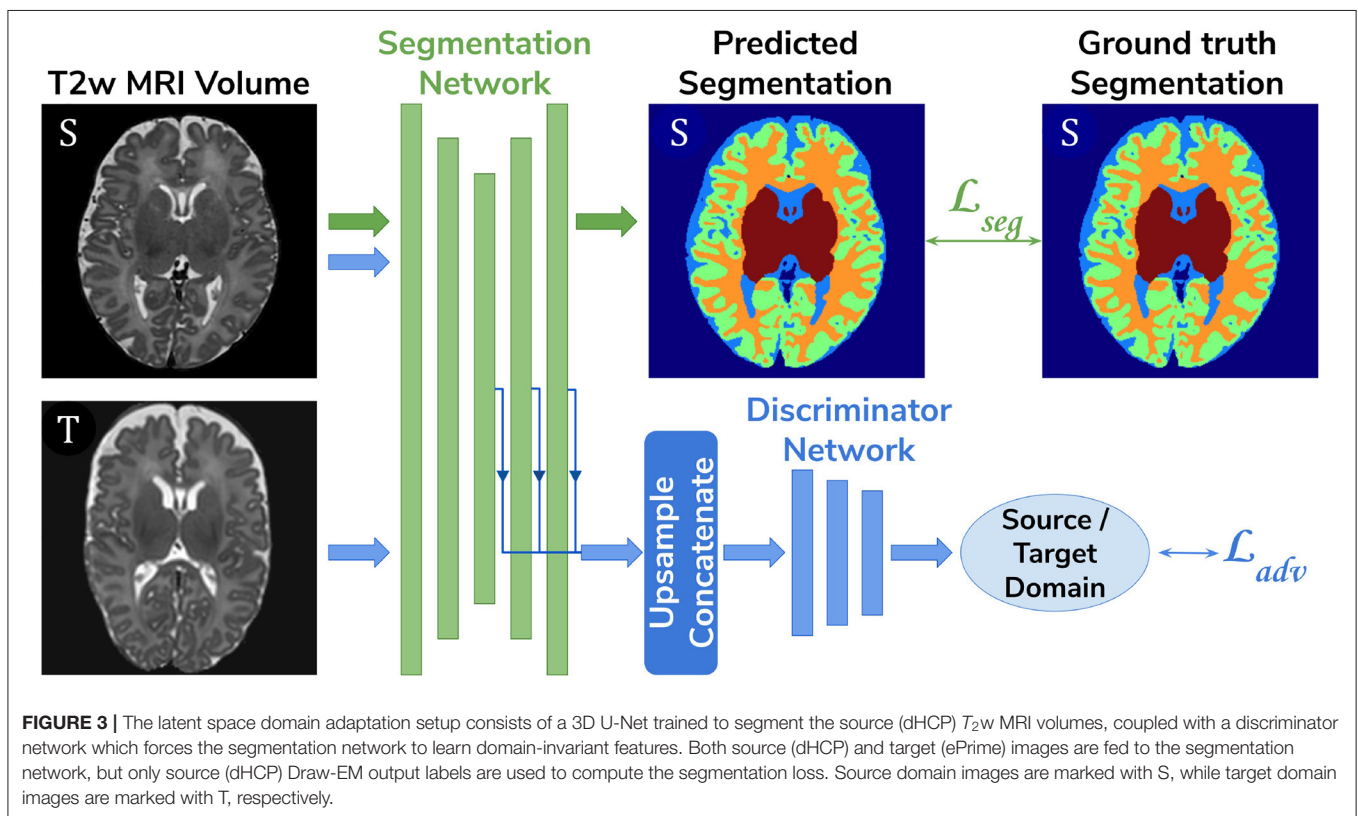 T2w MRI Volume
Segmentation
Network
Predicted
Segmentation
Ground truth
Segmentation
S
S
S
ℒseg
T
Discriminator
Network
Upsample
Concatenate
Source /
Target
Domain
ℒadv
FIGURE 3 | The latent space domain adaptation setup consists of a 3D U-Net trained to segment the source (dHCP) T₂w MRI volumes, coupled with a discriminator
network which forces the segmentation network to learn domain-invariant features. Both source (dHCP) and target (ePrime) images are fed to the segmentation
network, but only source (dHCP) Draw-EM output labels are used to compute the segmentation loss. Source domain images are marked with S, while target domain
images are marked with T, respectively.